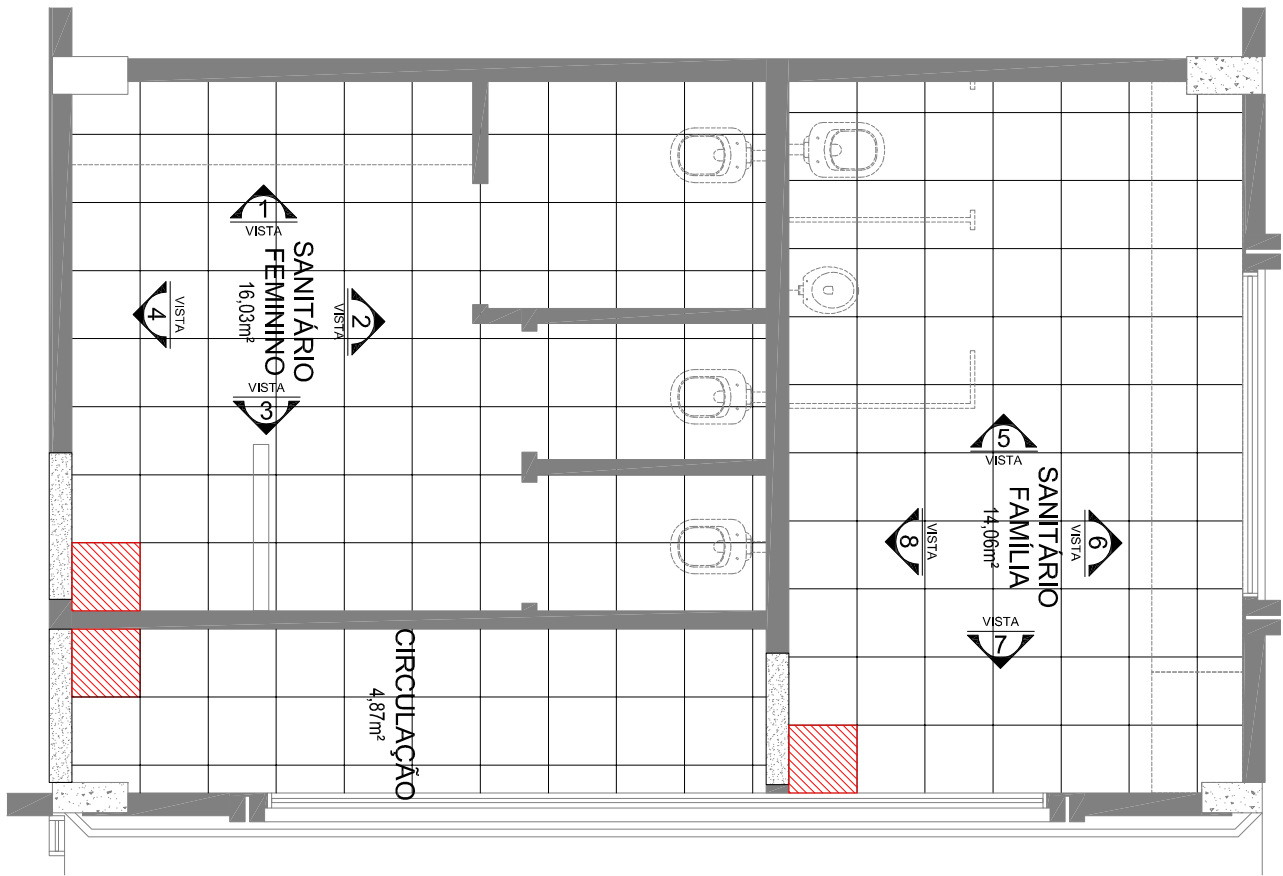 1
VISTA
SANITÁRIO
FEMININO
16,03m²
VISTA
4
VISTA
2
VISTA
3
5
VISTA
SANITÁRIO
FAMÍLIA
14,06m²
VISTA
8
VISTA
6
VISTA
7
CIRCULAÇÃO
4,87m²